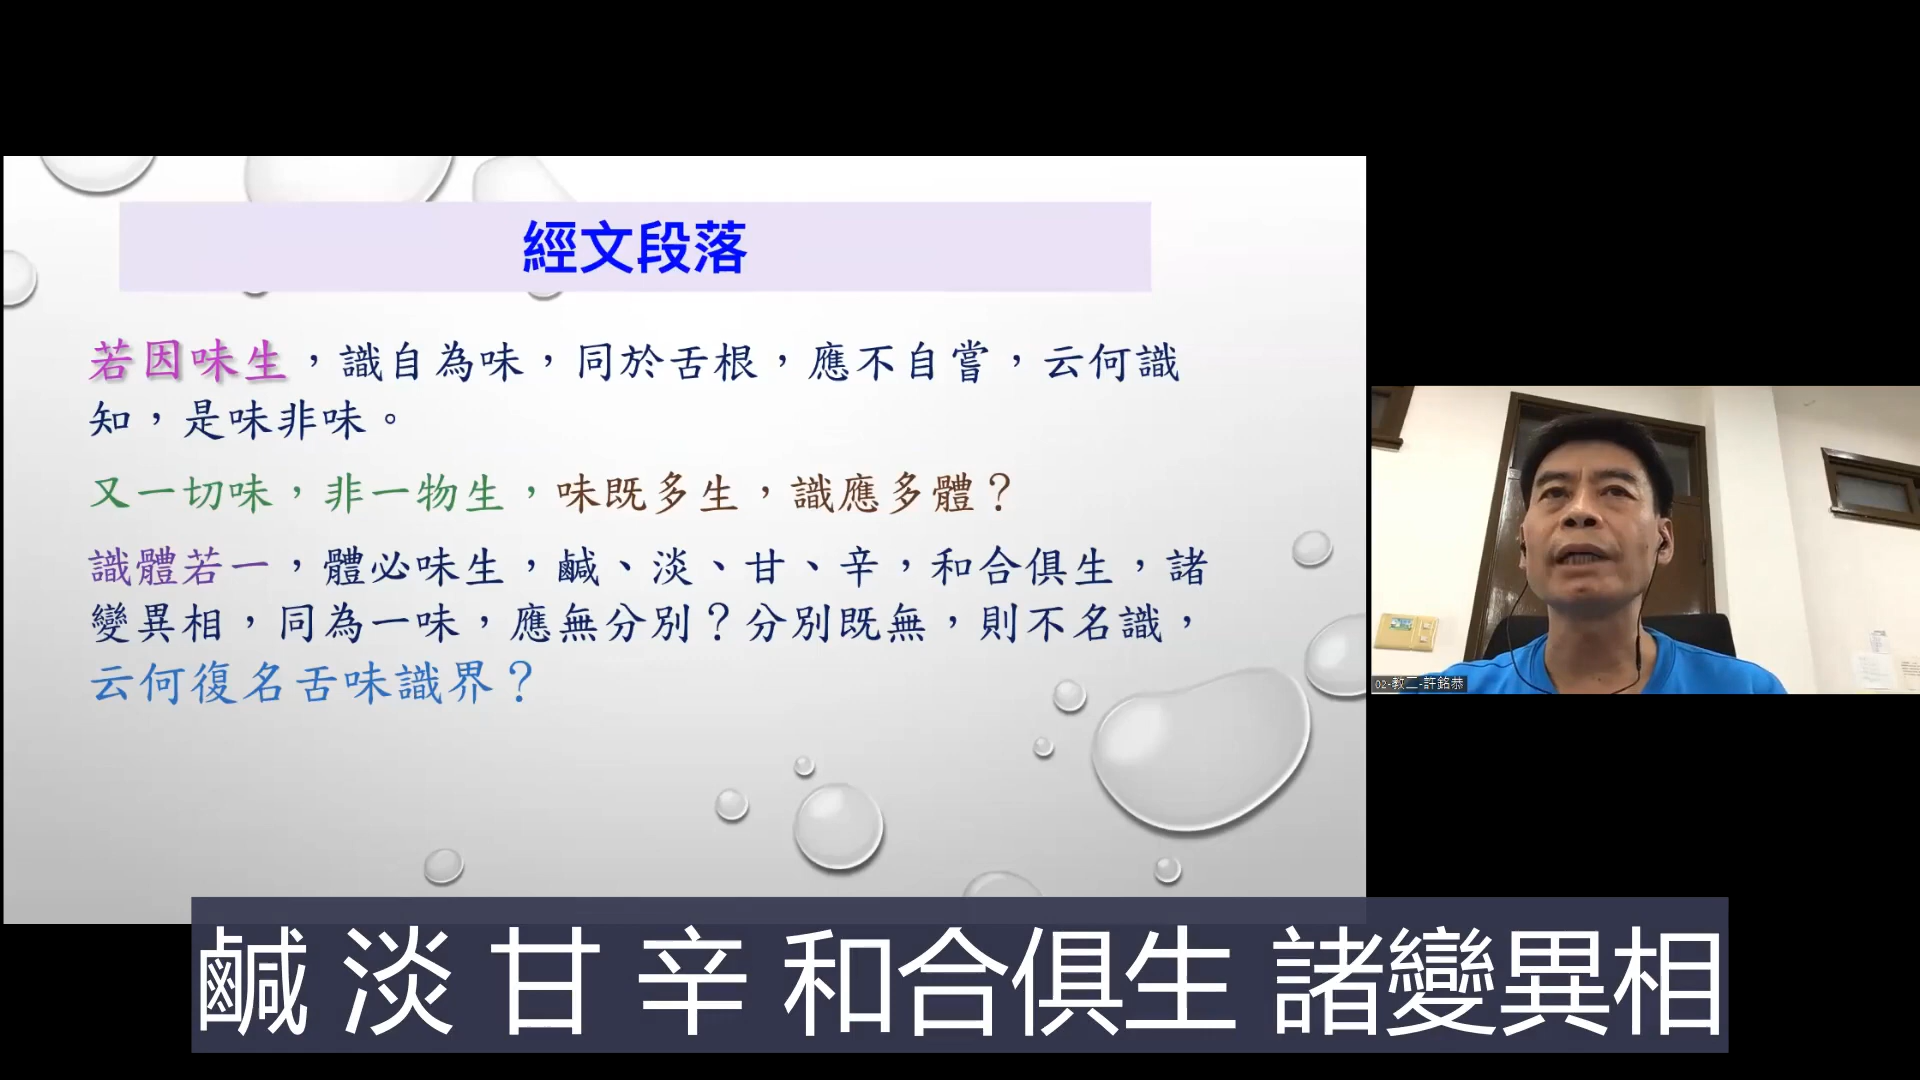 經文段落
若因味生，識自為味，同於舌根，應不自嘗，云何識
知，是味非味。
又一切味，非一物生，味既多生，識應多體？
識體若一，體必味生，鹹、淡、甘、辛，和合俱生，諸
變異相，同為一味，應無分別？分別既無，則不名識，
云何復名舌味識界？
02-教二-許銘恭
鹹 淡 甘 辛 和合俱生 諸變異相